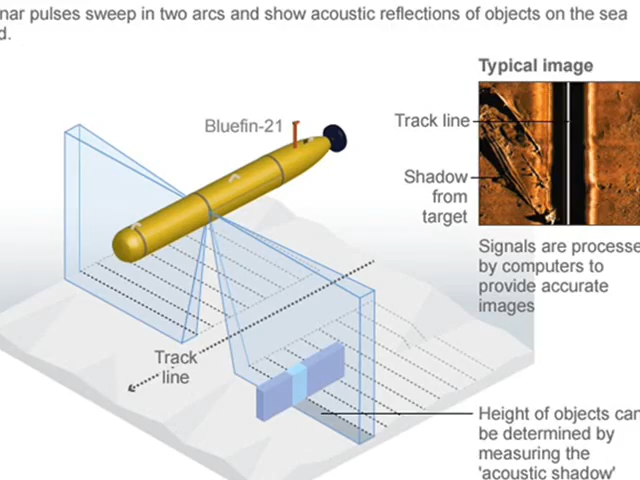 nar pulses sweep in two arcs and show acoustic reflections of objects on the sea
d.
Typical image
Bluefin-21
Track line
Shadow
from
target
Signals are processe
by computers to
provide accurate
images
Track
line
Height of objects can
be determined by
measuring the
'acoustic shadow'